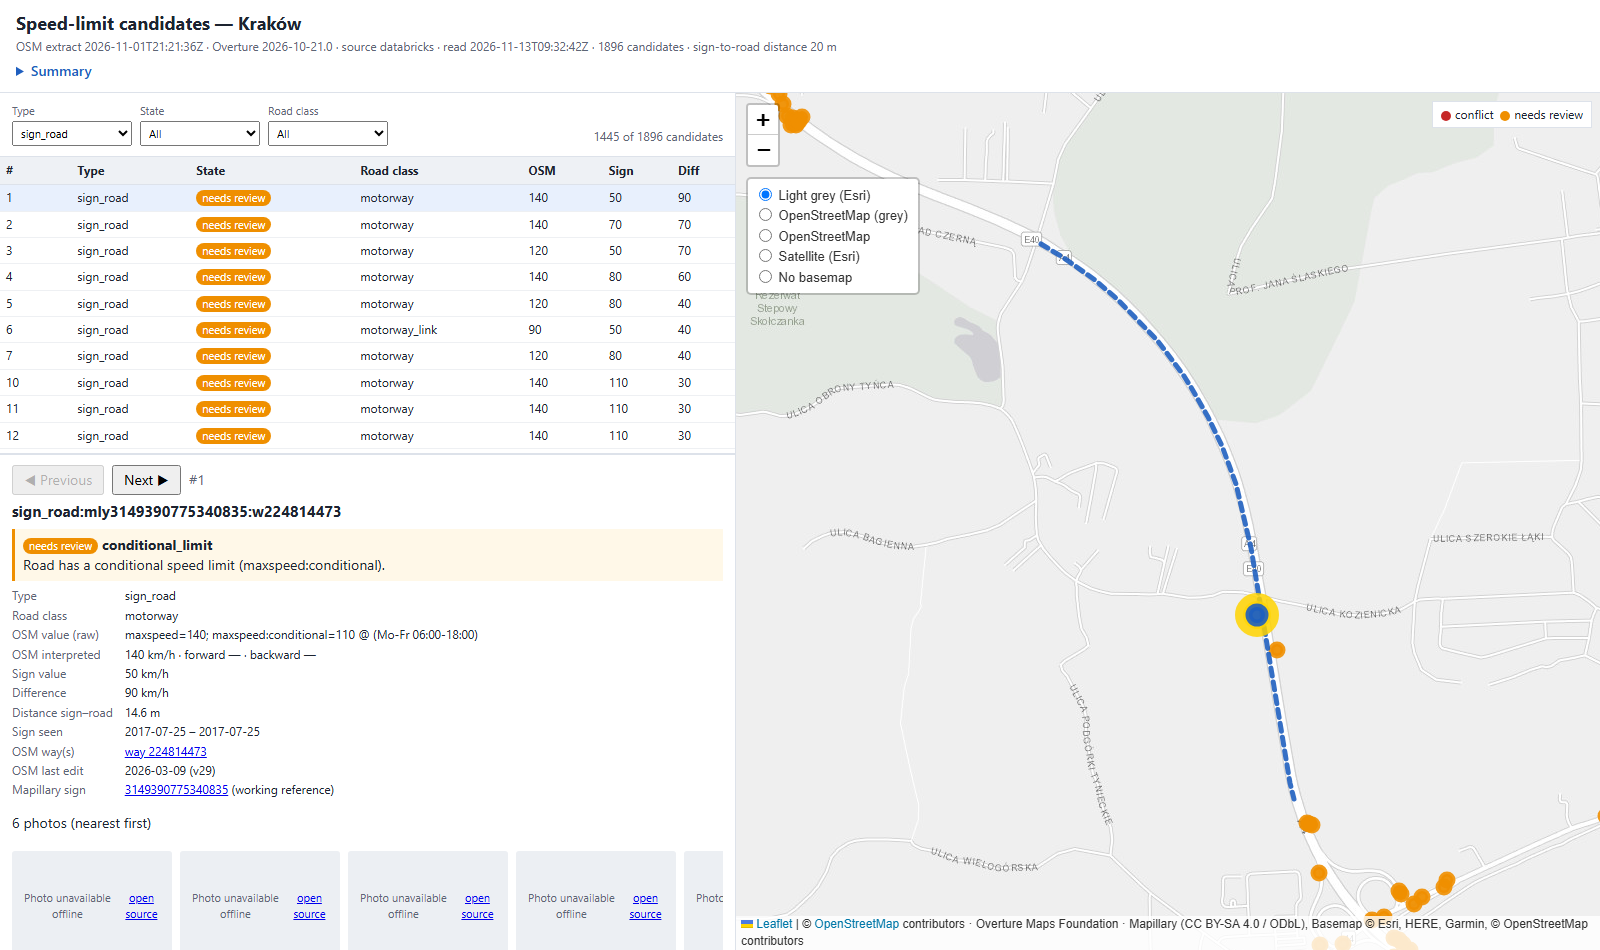 Speed-limit candidates — Kraków
OSM extract 2026-11-01T21:21:36Z · Overture 2026-10-21.0 · source databricks · read 2026-11-13T09:32:42Z · 1896 candidates · sign-to-road distance 20 m
▶ Summary
Type State Road class
sign_road All All 1445 of 1896 candidates
# Type State Road class OSM Sign Diff
1 sign_road needs review motorway 140 50 90
2 sign_road needs review motorway 140 70 70
3 sign_road needs review motorway 120 50 70
4 sign_road needs review motorway 140 80 60
5 sign_road needs review motorway 120 80 40
6 sign_road needs review motorway_link 90 50 40
7 sign_road needs review motorway 120 80 40
10 sign_road needs review motorway 140 110 30
11 sign_road needs review motorway 140 110 30
12 sign_road needs review motorway 140 110 30
◀ Previous Next ▶ #1
sign_road:mly3149390775340835:w224814473
needs review conditional_limit
Road has a conditional speed limit (maxspeed:conditional).
Type sign_road
Road class motorway
OSM value (raw) maxspeed=140; maxspeed:conditional=110 @ (Mo-Fr 06:00-18:00)
OSM interpreted 140 km/h · forward — · backward —
Sign value 50 km/h
Difference 90 km/h
Distance sign–road 14.6 m
Sign seen 2017-07-25 – 2017-07-25
OSM way(s) way 224814473
OSM last edit 2026-03-09 (v29)
Mapillary sign 3149390775340835 (working reference)
6 photos (nearest first)
Photo unavailable offline open source
Photo unavailable offline open source
Photo unavailable offline open source
Photo unavailable offline open source
+
−
Light grey (Esri)
OpenStreetMap (grey)
OpenStreetMap
Satellite (Esri)
No basemap
conflict needs review
E40
AD CZERNĄ
ULICA
PROF. JANA ŚLASKIEGO
Rezerwat
Stepowy
Skołczanka
ULICA OBRONY TYŃCA
ULICA BAGIENNA
ULICA SZEROKIE ŁĄKI
ULICA KOZIENICKA
ULICA PODGÓRKI TYNIECKIE
ULICA WIELOGÓRSKA
Leaflet | © OpenStreetMap contributors · Overture Maps Foundation · Mapillary (CC BY-SA 4.0 / ODbL), Basemap © Esri, HERE, Garmin, © OpenStreetMap
contributors